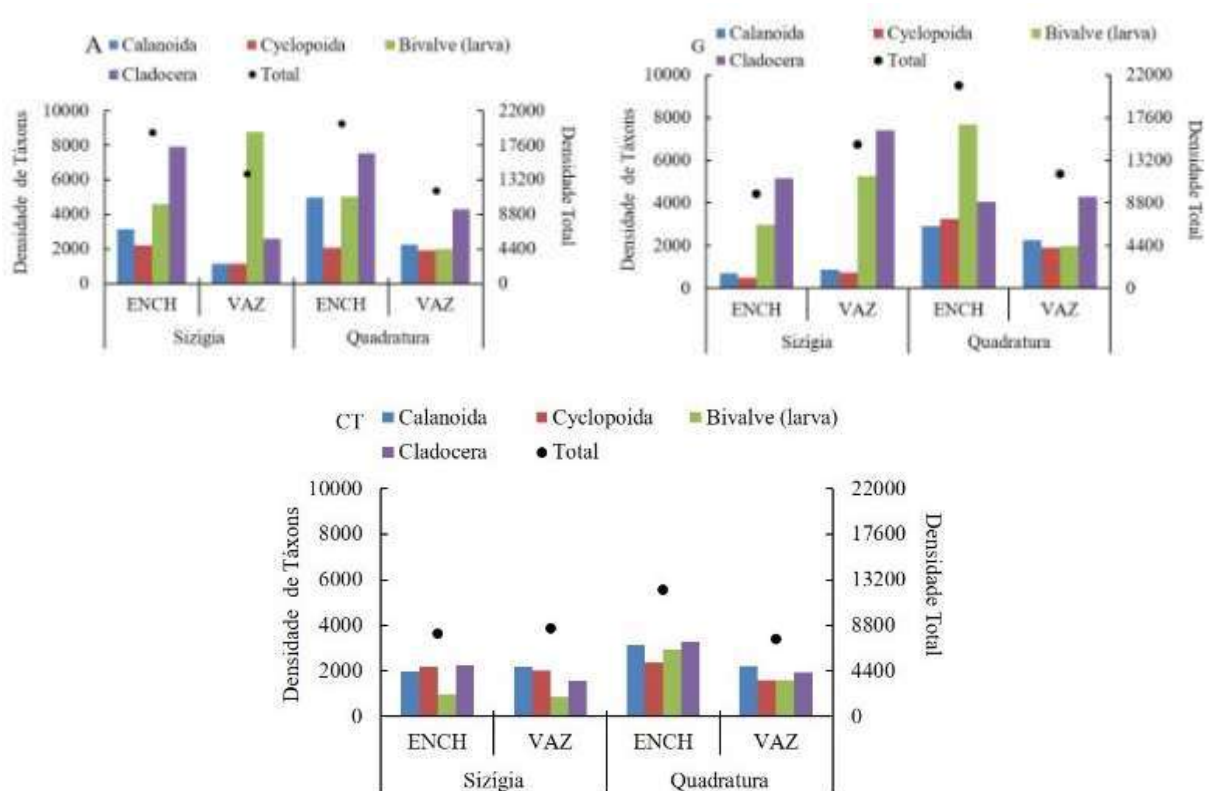 A Calanoida Cyclopoida Bivalve (larva)
Cladocera Total
Densidade de Táxons
10000
8000
6000
4000
2000
0
22000
17600
13200
8800
4400
0
Densidade Total
ENCH VAZ ENCH VAZ
Sizígia Quadratura
G Calanoida Cyclopoida Bivalve (larva)
Cladocera Total
Densidade de Táxons
10000
8000
6000
4000
2000
0
22000
17600
13200
8800
4400
0
Densidade Total
ENCH VAZ ENCH VAZ
Sizígia Quadratura
CT Calanoida Cyclopoida Bivalve (larva)
Cladocera Total
Densidade de Táxons
10000
8000
6000
4000
2000
0
22000
17600
13200
8800
4400
0
Densidade Total
ENCH VAZ ENCH VAZ
Sizígia Quadratura